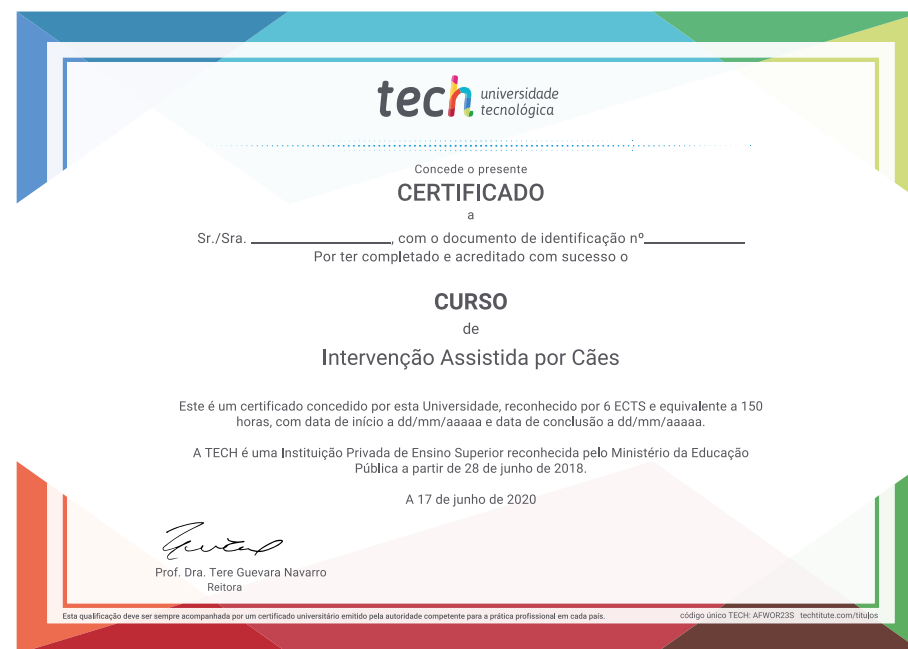 tech universidade
tecnológica
Concede o presente
CERTIFICADO
a
Sr./Sra. ____________________, com o documento de identificação nº______________
Por ter completado e acreditado com sucesso o
CURSO
de
Intervenção Assistida por Cães
Este é um certificado concedido por esta Universidade, reconhecido por 6 ECTS e equivalente a 150
horas, com data de início a dd/mm/aaaaa e data de conclusão a dd/mm/aaaaa.
A TECH é uma Instituição Privada de Ensino Superior reconhecida pelo Ministério da Educação
Pública a partir de 28 de junho de 2018.
A 17 de junho de 2020
Prof. Dra. Tere Guevara Navarro
Reitora
Esta qualificação deve ser sempre acompanhada por um certificado universitário emitido pela autoridade competente para a prática profissional em cada país.
código único TECH: AFWOR23S techtitute.com/titulos